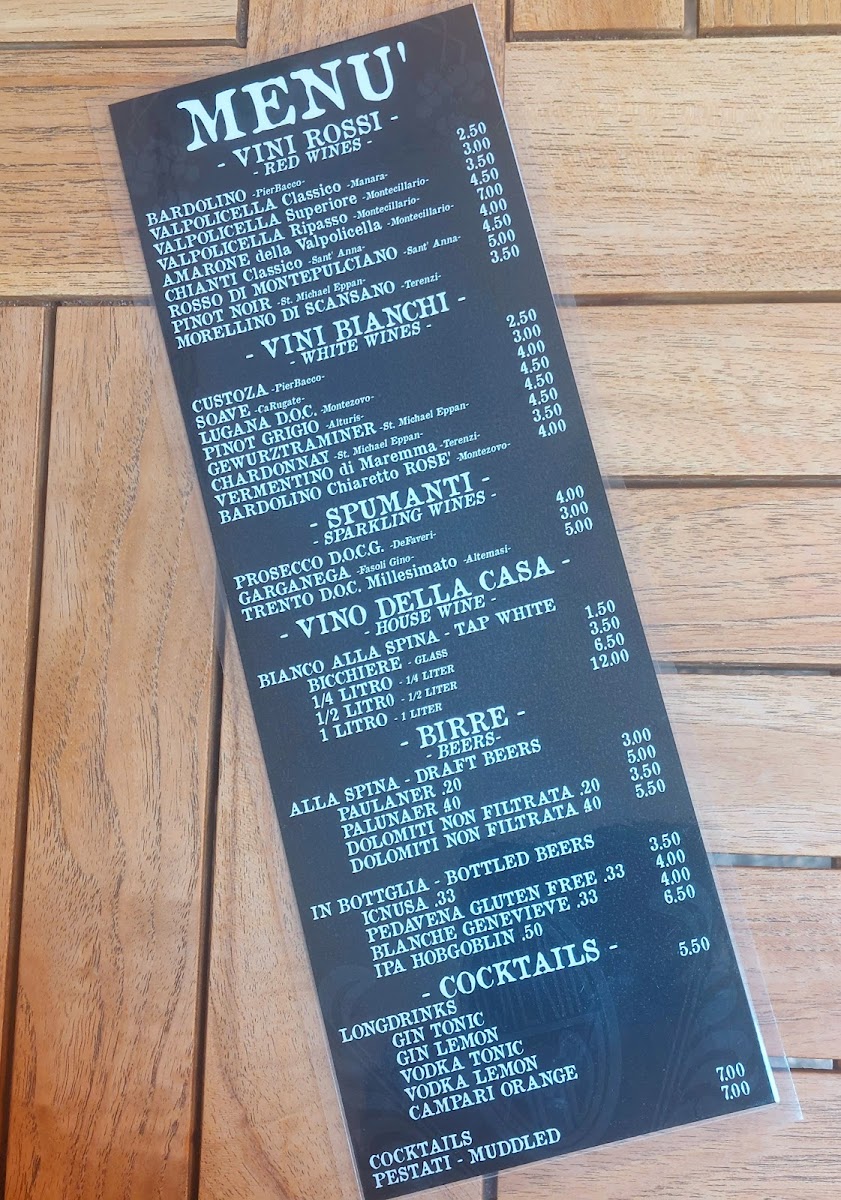 MENU'
- VINI ROSSI -
- RED WINES -
BARDOLINO -PierBacco- 2.50
VALPOLICELLA Classico -Manara- 3.00
VALPOLICELLA Superiore -Montecillario- 3.50
VALPOLICELLA Ripasso -Montecillario- 4.50
AMARONE della Valpolicella -Montecillario- 7.00
CHIANTI Classico -Sant' Anna- 4.00
ROSSO DI MONTEPULCIANO -Sant' Anna- 4.50
PINOT NOIR -St. Michael Eppan- 5.00
MORELLINO DI SCANSANO -Terenzi- 3.50
- VINI BIANCHI -
- WHITE WINES -
CUSTOZA -PierBacco- 2.50
SOAVE -CaRugate- 3.00
LUGANA D.O.C. -Montezovo- 4.00
PINOT GRIGIO -Alturis- 4.50
GEWURZTRAMINER -St. Michael Eppan- 4.50
CHARDONNAY -St. Michael Eppan- 4.50
VERMENTINO di Maremma -Terenzi- 3.50
BARDOLINO Chiaretto ROSE' -Montezovo- 4.00
- SPUMANTI -
- SPARKLING WINES -
PROSECCO D.O.C.G. -DeFaveri- 4.00
GARGANEGA -Fasoli Gino- 3.00
TRENTO D.O.C. Millesimato -Altemasi- 5.00
- VINO DELLA CASA -
- HOUSE WINE -
BIANCO ALLA SPINA - TAP WHITE
BICCHIERE - GLASS 1.50
1/4 LITRO - 1/4 LITER 3.50
1/2 LITRO - 1/2 LITER 6.50
1 LITRO - 1 LITER 12.00
- BIRRE -
- BEERS-
ALLA SPINA - DRAFT BEERS
PAULANER .20 3.00
PALUNAER 40 5.00
DOLOMITI NON FILTRATA .20 3.50
DOLOMITI NON FILTRATA 40 5.50
IN BOTTGLIA - BOTTLED BEERS
ICNUSA .33 3.50
PEDAVENA GLUTEN FREE .33 4.00
BLANCHE GENEVIEVE .33 4.00
IPA HOBGOBLIN .50 6.50
- COCKTAILS -
LONGDRINKS 5.50
GIN TONIC
GIN LEMON
VODKA TONIC
VODKA LEMON
CAMPARI ORANGE
COCKTAILS 7.00
PESTATI - MUDDLED 7.00